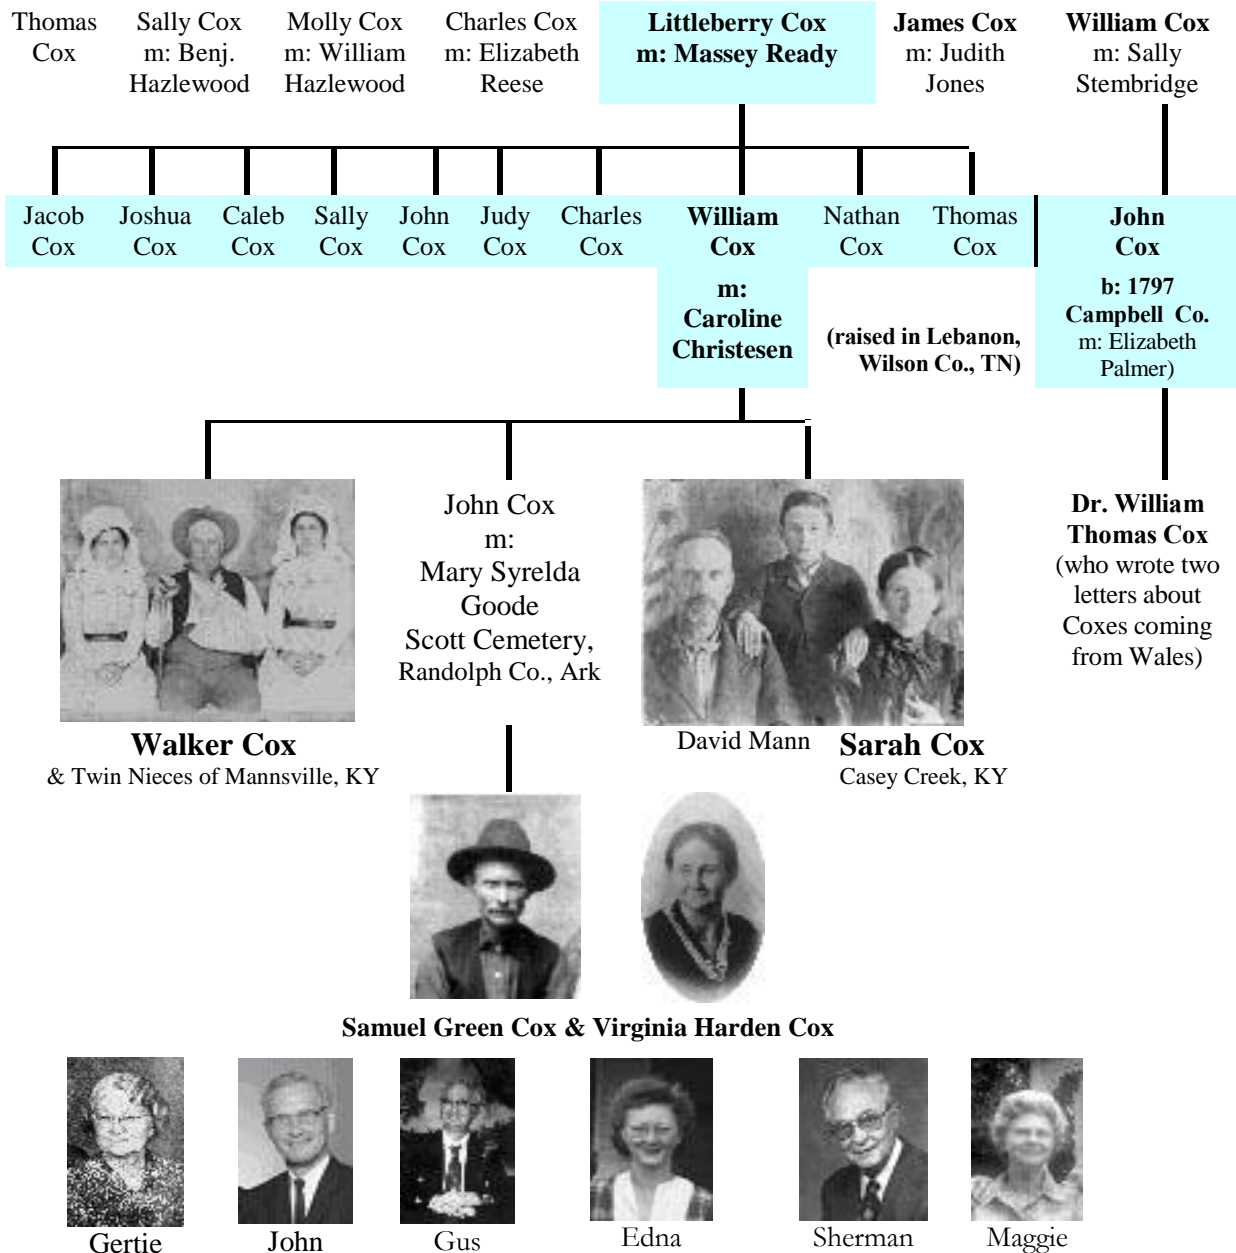 Thomas
Cox
Sally Cox
m: Benj.
Hazlewood
Molly Cox
m: William
Hazlewood
Charles Cox
m: Elizabeth
Reese
Littleberry Cox
m: Massey Ready
James Cox
m: Judith
Jones
William Cox
m: Sally
Stembridge
Jacob
Cox
Joshua
Cox
Caleb
Cox
Sally
Cox
John
Cox
Judy
Cox
Charles
Cox
William
Cox
m:
Caroline
Christesen
Nathan
Cox
Thomas
Cox
(raised in Lebanon,
Wilson Co., TN)
John
Cox
b: 1797
Campbell Co.
m: Elizabeth
Palmer)
Walker Cox
& Twin Nieces of Mannsville, KY
John Cox
m:
Mary Syrelda
Goode
Scott Cemetery,
Randolph Co., Ark
David Mann
Sarah Cox
Casey Creek, KY
Dr. William
Thomas Cox
(who wrote two
letters about
Coxes coming
from Wales)
Samuel Green Cox & Virginia Harden Cox
Gertie
John
Gus
Edna
Sherman
Maggie